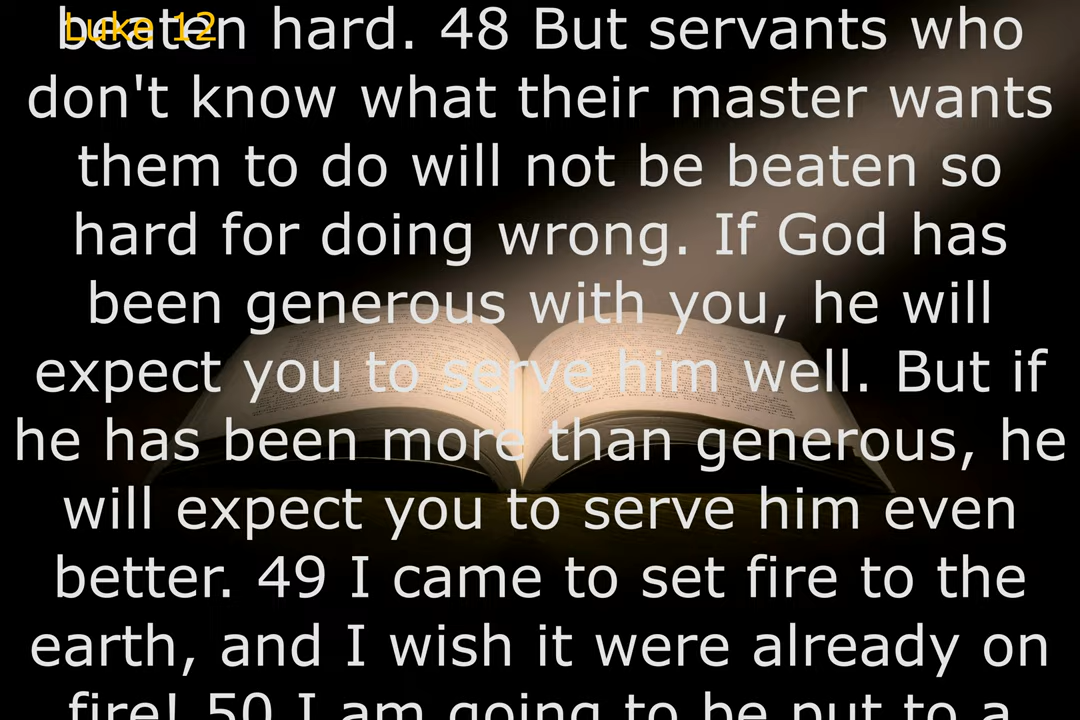 Luke 12
beaten hard. 48 But servants who
don't know what their master wants
them to do will not be beaten so
hard for doing wrong. If God has
been generous with you, he will
expect you to serve him well. But if
he has been more than generous, he
will expect you to serve him even
better. 49 I came to set fire to the
earth, and I wish it were already on
fire! 50 I am going to be put to a